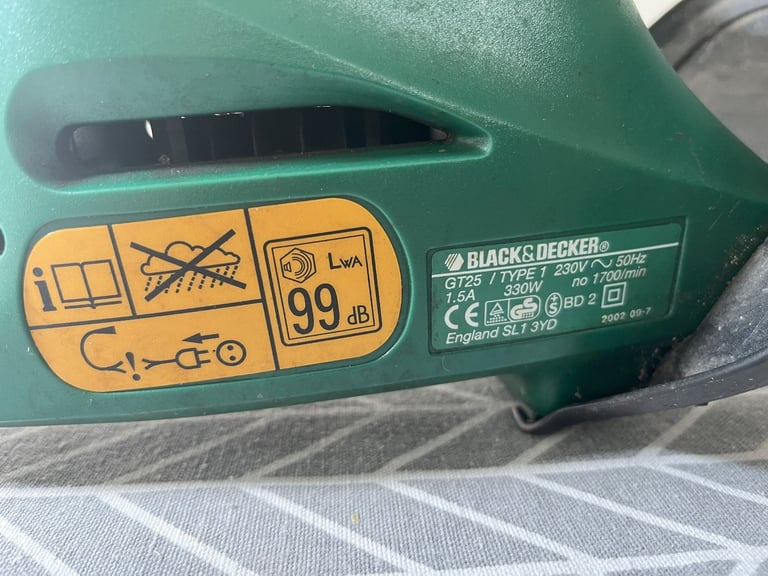 i
LWA
99 dB
!
BLACK&DECKER®
GT25 / TYPE 1 230V ~ 50Hz
1.5A 330W no 1700/min
CE GS S BD 2
England SL1 3YD 2002 09-7